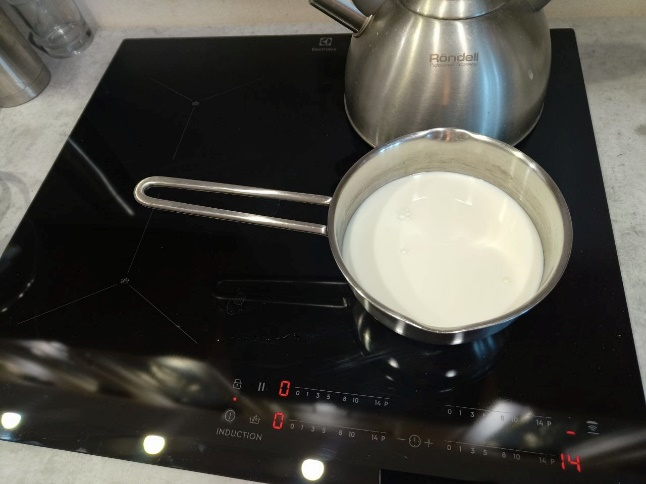 Electrolux
Rondell
0 0 1 3 5 8 10 14 P
0 0 1 3 5 8 10 14 P
INDUCTION
0 1 3 5 8 10 14 P
0 1 3 5 8 10 14 P 14